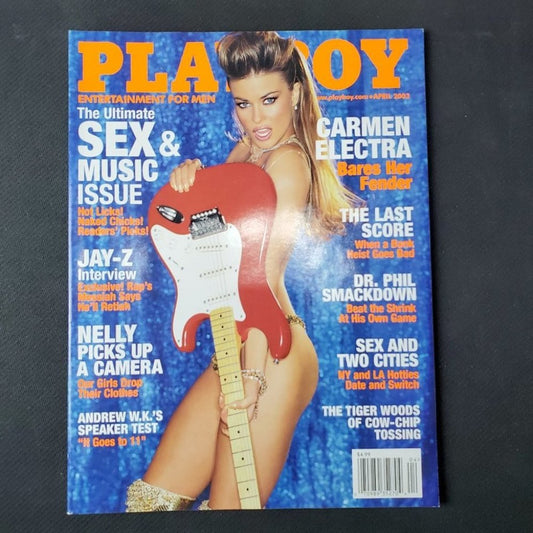 PLAYBOY
ENTERTAINMENT FOR MEN
www.playboy.com • APRIL 2003
The Ultimate
SEX &
MUSIC
ISSUE
Hot Licks!
Naked Chicks!
Readers' Picks!
JAY-Z
Interview
Exclusive! Rap's
Messiah Says
He'll Retish
NELLY
PICKS UP
A CAMERA
Our Girls Drop
Their Clothes
ANDREW W.K.'S
SPEAKER TEST
"It Goes to 11"
CARMEN
ELECTRA
Bares Her
Fender
THE LAST
SCORE
When a Book
Heist Goes Bad
DR. PHIL
SMACKDOWN
Beat the Shrink
At His Own Game
SEX AND
TWO CITIES
NY and LA Hotties
Date and Switch
THE TIGER WOODS
OF COW-CHIP
TOSSING
$4.99
04